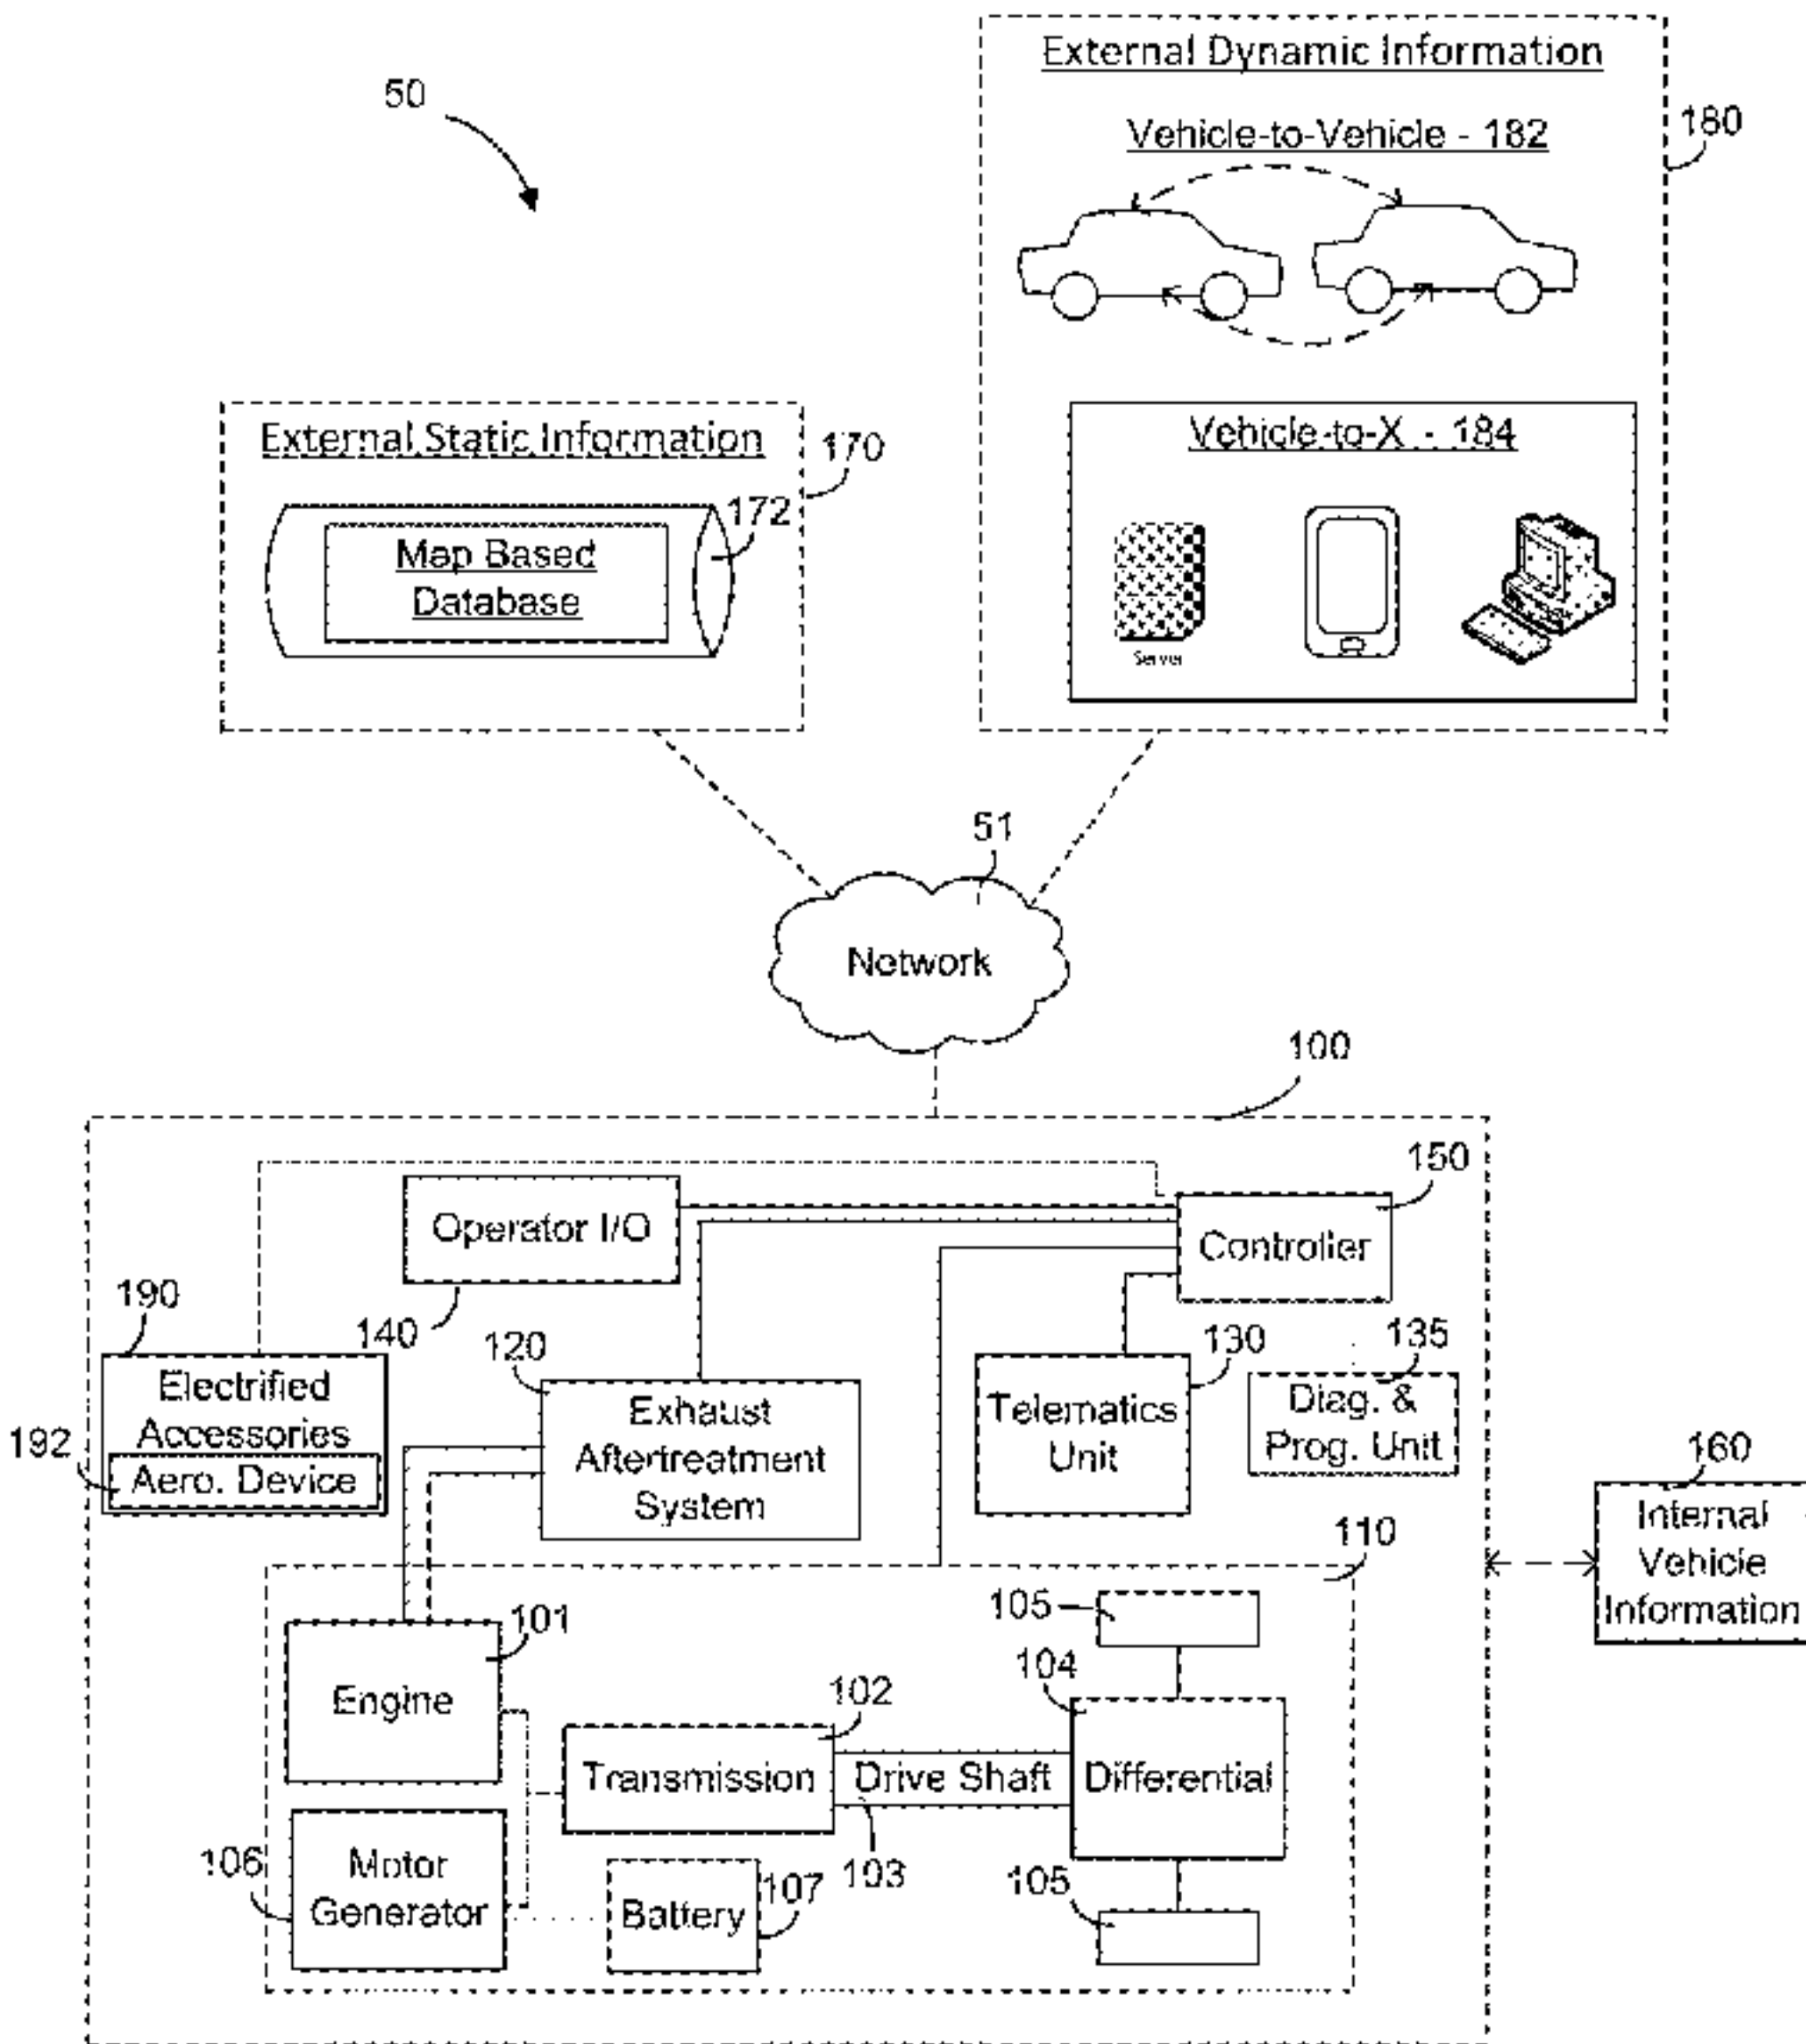 50
External Dynamic Information
180
Vehicle-to-Vehicle - 182
External Static Information
170
172
Map Based
Database
Vehicle-to-X - 184
Server
51
Network
100
150
Operator I/O
Controller
140
190
Electrified
Accessories
192
Aero. Device
120
Exhaust
Aftertreatment
System
130
Telematics
Unit
135
Diag. &
Prog. Unit
160
Internal
Vehicle
Information
110
101
Engine
105
104
102
Transmission
Drive Shaft
103
Differential
106
Motor
Generator
Battery
107
105